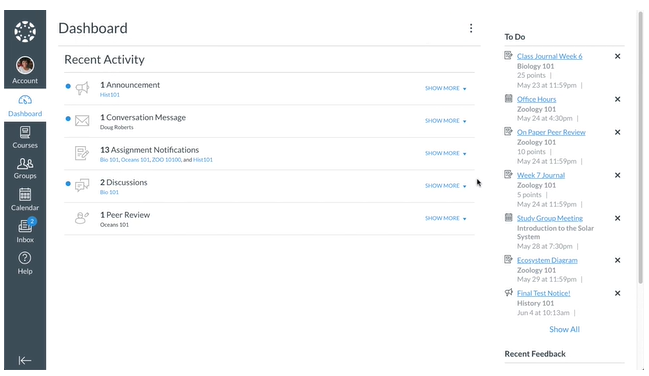 Account
Dashboard
Courses
Groups
Calendar
2
Inbox
Help
Dashboard
Recent Activity
1 Announcement
Hist101
SHOW MORE
1 Conversation Message
Doug Roberts
SHOW MORE
13 Assignment Notifications
Bio 101, Oceans 101, ZOO 10100, and Hist101
SHOW MORE
2 Discussions
Bio 101
SHOW MORE
1 Peer Review
Oceans 101
SHOW MORE
To Do
Class Journal Week 6
Biology 101
25 points |
May 23 at 11:59pm |
Office Hours
Zoology 101
May 24 at 4:30pm |
On Paper Peer Review
Zoology 101
10 points |
May 24 at 11:59pm |
Week 7 Journal
Zoology 101
5 points |
May 24 at 11:59pm |
Study Group Meeting
Introduction to the Solar
System
May 28 at 7:30pm |
Ecosystem Diagram
Zoology 101
May 29 at 11:59pm |
Final Test Notice!
History 101
Jun 4 at 10:13am |
Show All
Recent Feedback